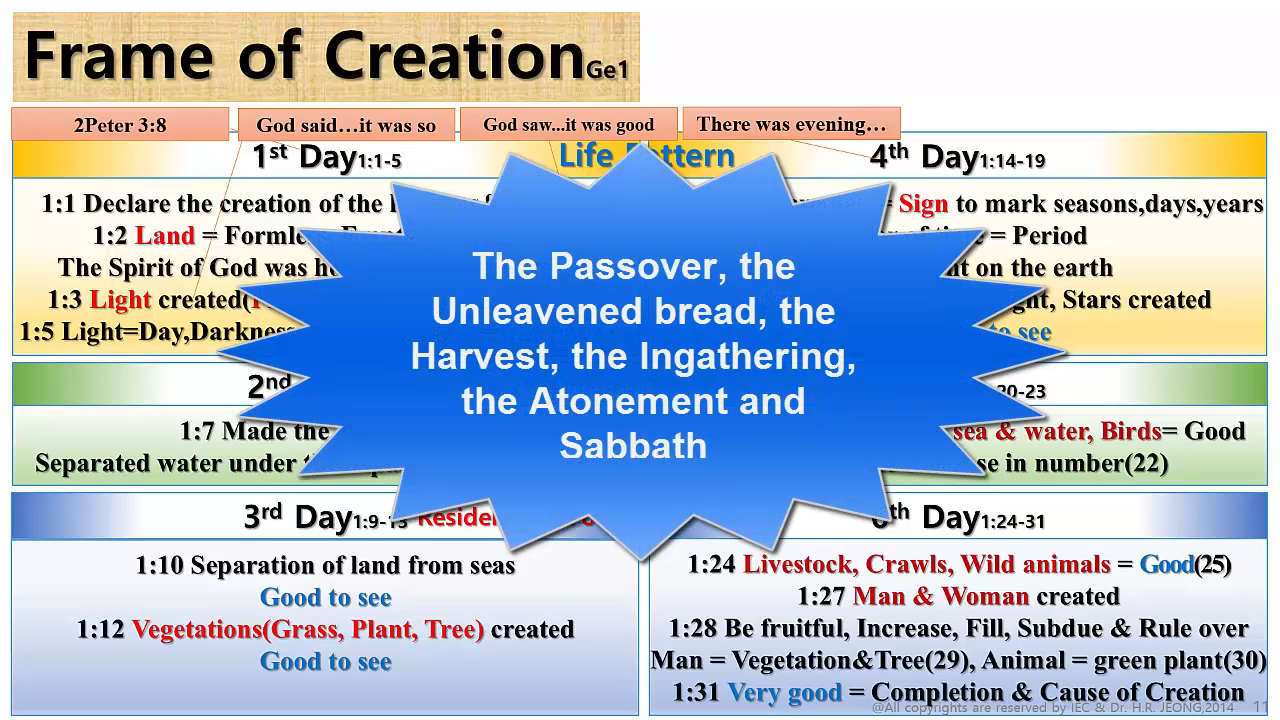 Frame of Creation Ge1
2Peter 3:8
God said…it was so
God saw...it was good
There was evening…
1st Day1:1-5
Life Pattern
4th Day1:14-19
1:1 Declare the creation of the
1:2 Land = Formle
The Spirit of God was
1:3 Light created(
1:5 Light=Day,Darkness
= Sign to mark seasons,days,years
= Period
on the earth
Stars created
to see
The Passover, the
Unleavened bread, the
Harvest, the Ingathering,
the Atonement and
Sabbath
2nd
20-23
1:7 Made the
Separated water under
sea & water, Birds= Good
in number(22)
3rd Day1:9-13
6th Day1:24-31
1:10 Separation of land from seas
Good to see
1:12 Vegetations(Grass, Plant, Tree) created
Good to see
1:24 Livestock, Crawls, Wild animals = Good(25)
1:27 Man & Woman created
1:28 Be fruitful, Increase, Fill, Subdue & Rule over
Man = Vegetation&Tree(29), Animal = green plant(30)
1:31 Very good = Completion & Cause of Creation
@All copyrights are reserved by IEC & Dr. H.R. JEONG,2014
11